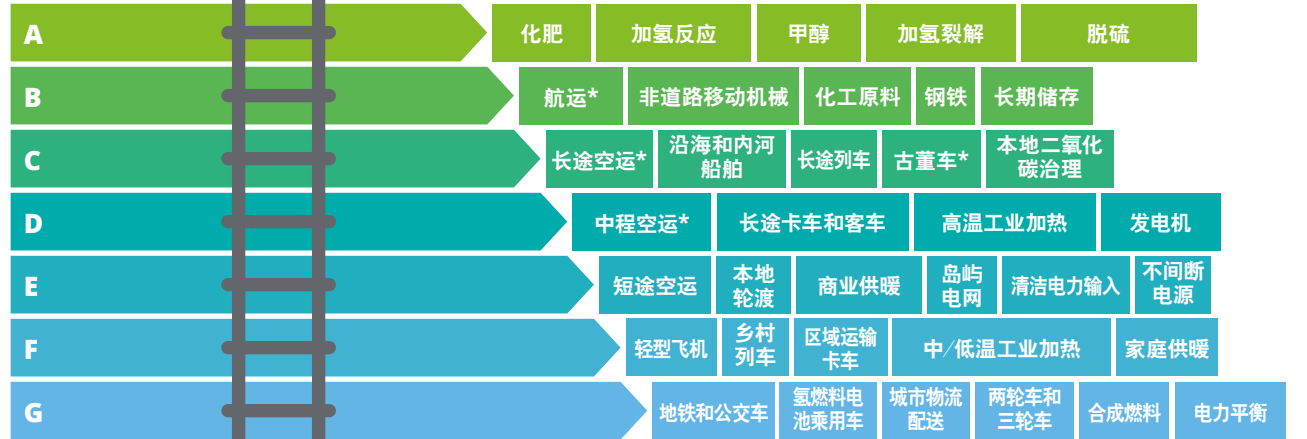 A 化肥 加氢反应 甲醇 加氢裂解 脱硫
B 航运* 非道路移动机械 化工原料 钢铁 长期储存
C 长途空运* 沿海和内河 船舶 长途列车 古董车* 本地二氧化 碳治理
D 中程空运* 长途卡车和客车 高温工业加热 发电机
E 短途空运 本地 轮渡 商业供暖 岛屿 电网 清洁电力输入 不间断 电源
F 轻型飞机 乡村 列车 区域运输 卡车 中/低温工业加热 家庭供暖
G 地铁和公交车 氢燃料电 池乘用车 城市物流 配送 两轮车和 三轮车 合成燃料 电力平衡